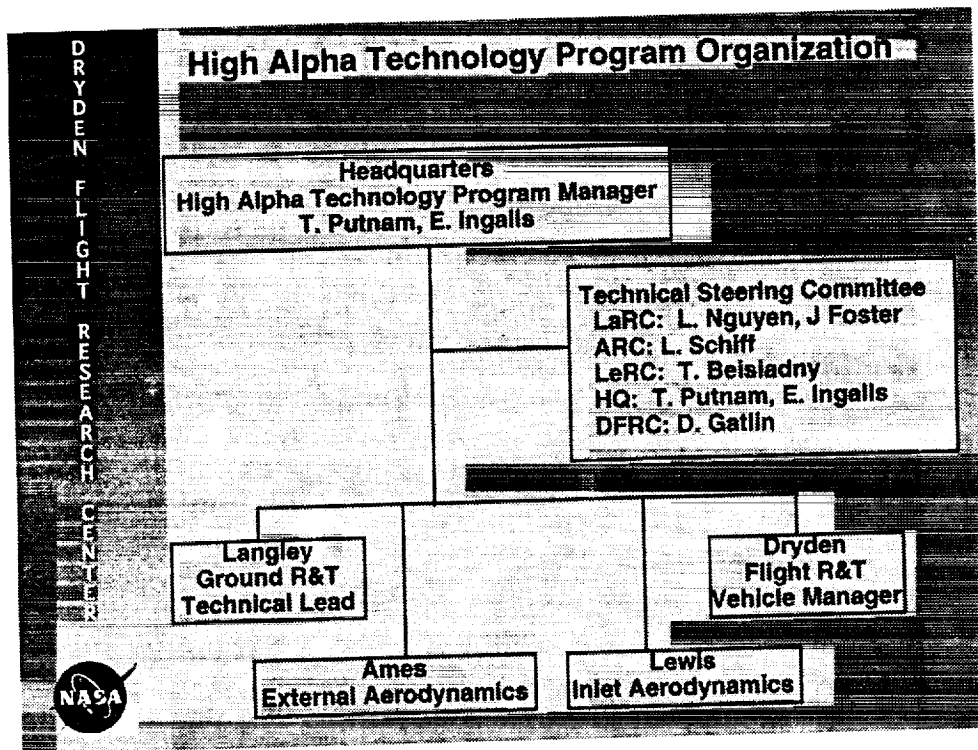 High Alpha Technology Program Organization
DRYDEN FLIGHT RESEARCH CENTER
Headquarters
High Alpha Technology Program Manager
T. Putnam, E. Ingalls
Technical Steering Committee
LaRC: L. Nguyen, J Foster
ARC: L. Schiff
LeRC: T. Beisladny
HQ: T. Putnam, E. Ingalls
DFRC: D. Gatlin
Langley
Ground R&T
Technical Lead
Dryden
Flight R&T
Vehicle Manager
Ames
External Aerodynamics
Lewis
Inlet Aerodynamics
NASA